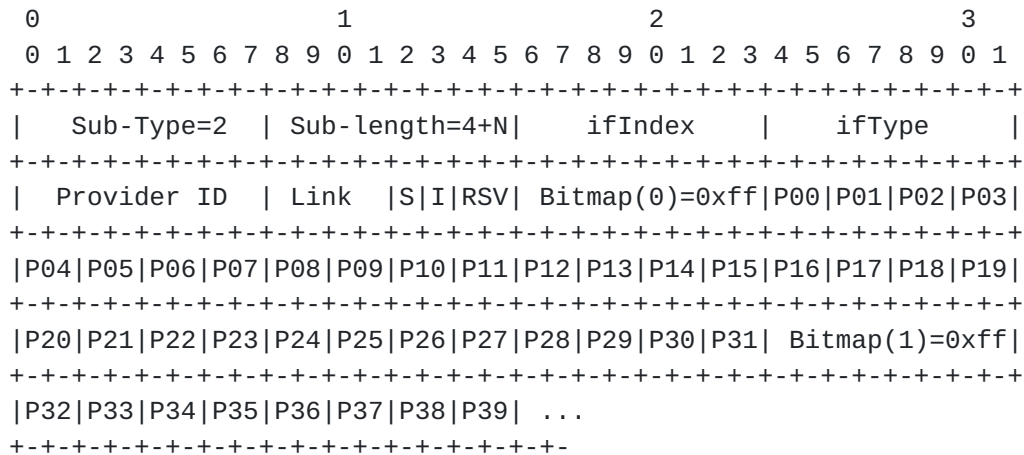 0                   1                   2                   3
 0 1 2 3 4 5 6 7 8 9 0 1 2 3 4 5 6 7 8 9 0 1 2 3 4 5 6 7 8 9 0 1
+-+-+-+-+-+-+-+-+-+-+-+-+-+-+-+-+-+-+-+-+-+-+-+-+-+-+-+-+-+-+-+-+
|   Sub-Type=2  | Sub-length=4+N|    ifIndex    |    ifType     |
+-+-+-+-+-+-+-+-+-+-+-+-+-+-+-+-+-+-+-+-+-+-+-+-+-+-+-+-+-+-+-+-+
|  Provider ID  | Link  |S|I|RSV| Bitmap(0)=0xff|P00|P01|P02|P03|
+-+-+-+-+-+-+-+-+-+-+-+-+-+-+-+-+-+-+-+-+-+-+-+-+-+-+-+-+-+-+-+-+
|P04|P05|P06|P07|P08|P09|P10|P11|P12|P13|P14|P15|P16|P17|P18|P19|
+-+-+-+-+-+-+-+-+-+-+-+-+-+-+-+-+-+-+-+-+-+-+-+-+-+-+-+-+-+-+-+-+
|P20|P21|P22|P23|P24|P25|P26|P27|P28|P29|P30|P31| Bitmap(1)=0xff|
+-+-+-+-+-+-+-+-+-+-+-+-+-+-+-+-+-+-+-+-+-+-+-+-+-+-+-+-+-+-+-+-+
|P32|P33|P34|P35|P36|P37|P38|P39| ...
+-+-+-+-+-+-+-+-+-+-+-+-+-+-+-+-+-+-